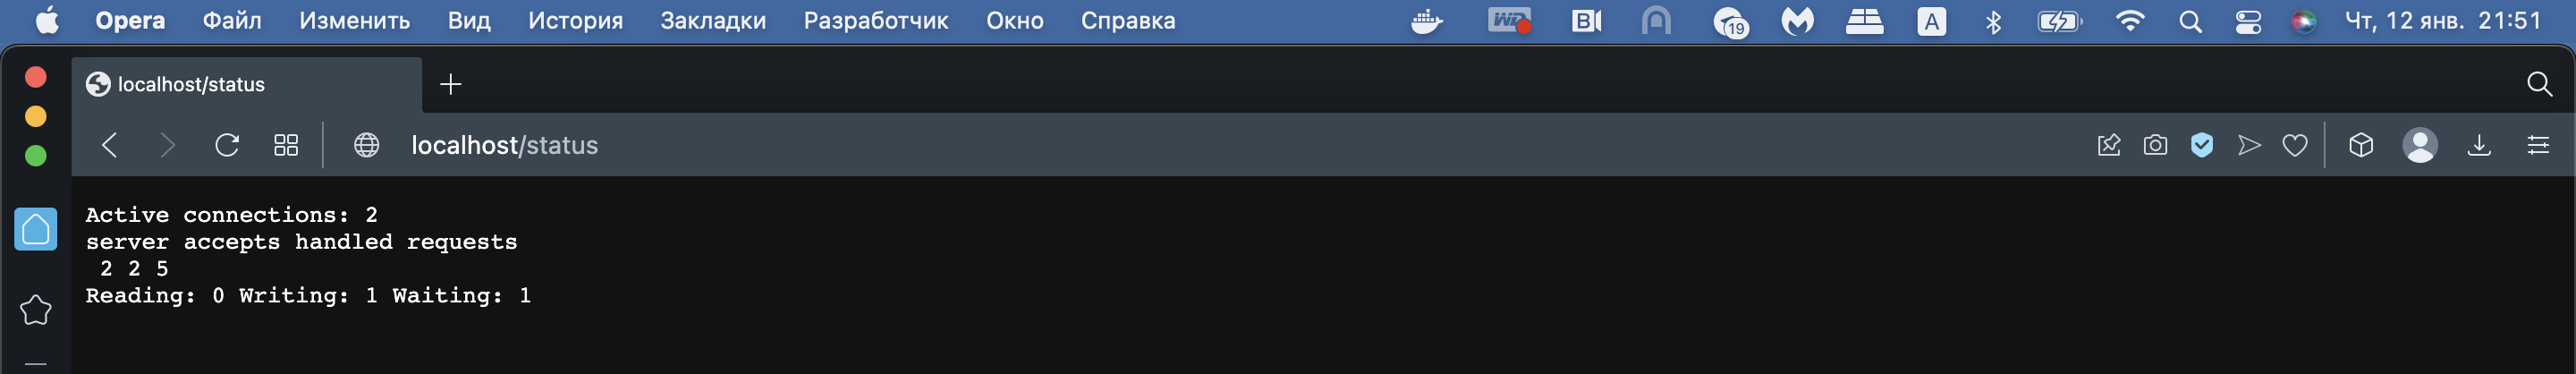 Opera Файл Изменить Вид История Закладки Разработчик Окно Справка WD B 19 A Чт, 12 янв. 21:51
localhost/status
localhost/status
Active connections: 2
server accepts handled requests
2 2 5
Reading: 0 Writing: 1 Waiting: 1